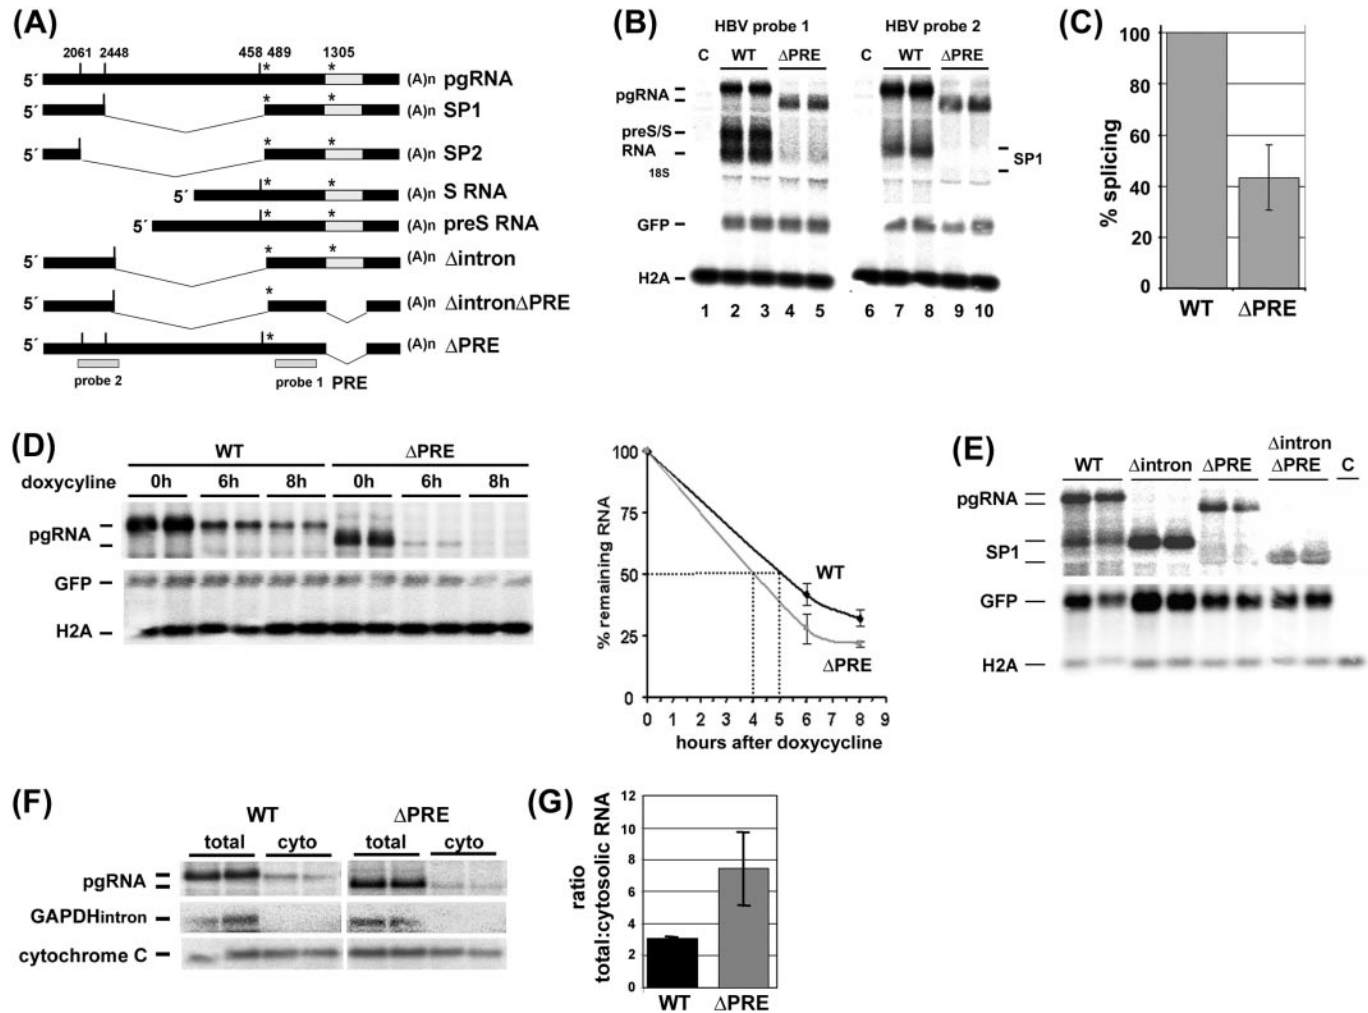 (A)
2061 2448 458 489 1305
* *
5´ (A)n pgRNA
* *
5´ (A)n SP1
* *
5´ (A)n SP2
* *
5´ (A)n S RNA
* *
5´ (A)n preS RNA
* *
5´ (A)n Δintron
*
5´ (A)n ΔintronΔPRE
*
5´ (A)n ΔPRE
probe 2 probe 1 PRE
(B)
HBV probe 1 HBV probe 2
C WT ΔPRE C WT ΔPRE
pgRNA
preS/S
RNA
SP1
18S
GFP
H2A
1 2 3 4 5 6 7 8 9 10
(C)
% splicing
100
80
60
40
20
0
WT ΔPRE
(D)
WT ΔPRE
doxycyline 0h 6h 8h 0h 6h 8h
pgRNA
GFP
H2A
% remaining RNA
100
75
50
25
0
WT
ΔPRE
0 1 2 3 4 5 6 7 8 9
hours after doxycycline
(E)
Δintron
WT Δintron ΔPRE ΔPRE C
pgRNA
SP1
GFP
H2A
(F)
WT ΔPRE
total cyto total cyto
pgRNA
GAPDHintron
cytochrome C
(G)
ratio
total:cytosolic RNA
12
10
8
6
4
2
0
WT ΔPRE